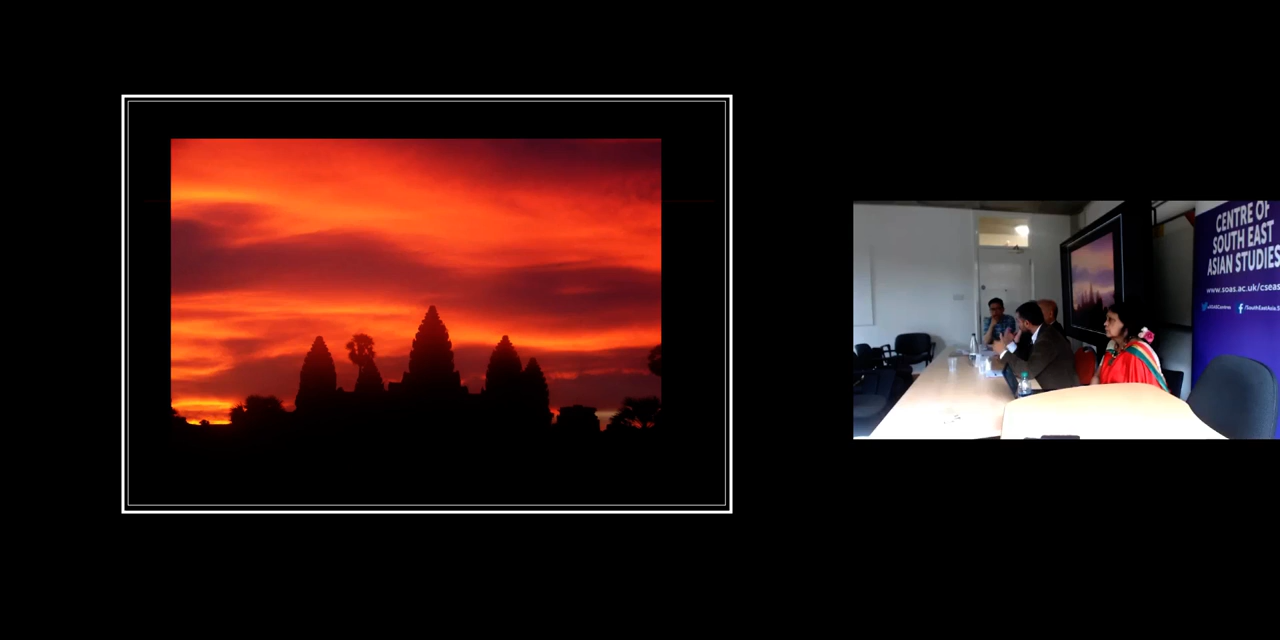 CENTRE OF
SOUTH EAST
ASIAN STUDIES
www.soas.ac.uk/cseas